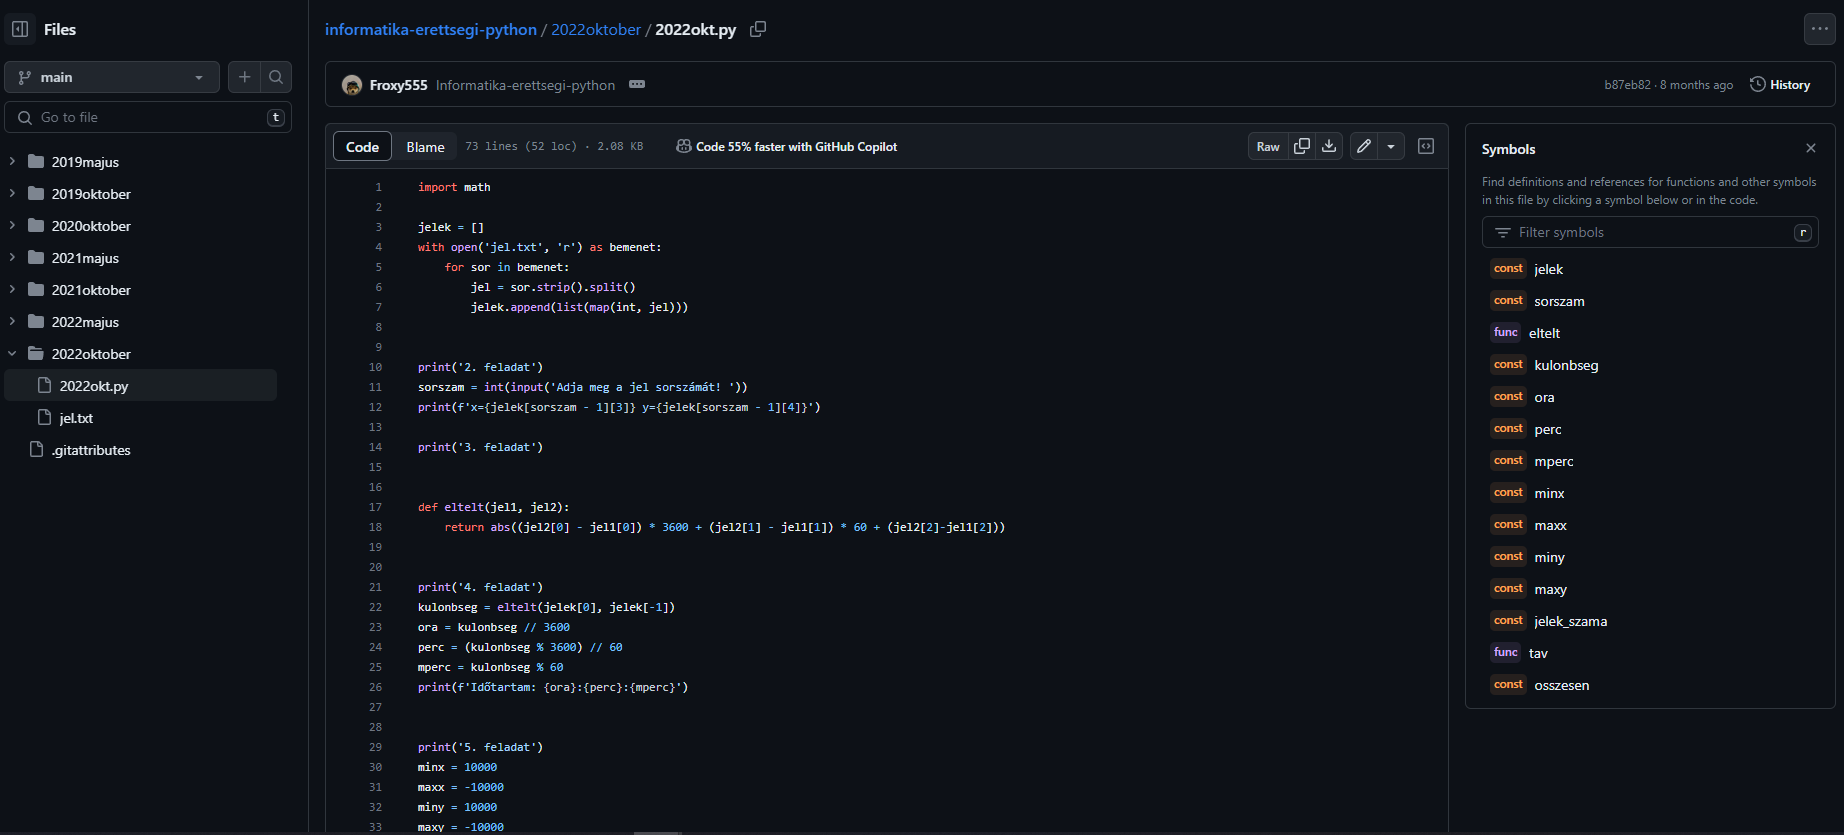 Files
main
Go to file
t
2019majus
2019oktober
2020oktober
2021majus
2021oktober
2022majus
2022oktober
2022okt.py
jel.txt
.gitattributes
informatika-erettsegi-python / 2022oktober / 2022okt.py
Froxy555 Informatika-erettsegi-python
b87eb82 · 8 months ago
History
Code
Blame
73 lines (52 loc) · 2.08 KB
Code 55% faster with GitHub Copilot
Raw
1 import math
2
3 jelek = []
4 with open('jel.txt', 'r') as bemenet:
5     for sor in bemenet:
6         jel = sor.strip().split()
7         jelek.append(list(map(int, jel)))
8
9
10 print('2. feladat')
11 sorszam = int(input('Adja meg a jel sorszámát! '))
12 print(f'x={jelek[sorszam - 1][3]} y={jelek[sorszam - 1][4]}')
13
14 print('3. feladat')
15
16
17 def eltelt(jel1, jel2):
18     return abs((jel2[0] - jel1[0]) * 3600 + (jel2[1] - jel1[1]) * 60 + (jel2[2]-jel1[2]))
19
20
21 print('4. feladat')
22 kulonbseg = eltelt(jelek[0], jelek[-1])
23 ora = kulonbseg // 3600
24 perc = (kulonbseg % 3600) // 60
25 mperc = kulonbseg % 60
26 print(f'Időtartam: {ora}:{perc}:{mperc}')
27
28
29 print('5. feladat')
30 minx = 10000
31 maxx = -10000
32 miny = 10000
33 maxy = -10000
Symbols
Find definitions and references for functions and other symbols
in this file by clicking a symbol below or in the code.
Filter symbols
r
const jelek
const sorszam
func eltelt
const kulonbseg
const ora
const perc
const mperc
const minx
const maxx
const miny
const maxy
const jelek_szama
func tav
const osszesen